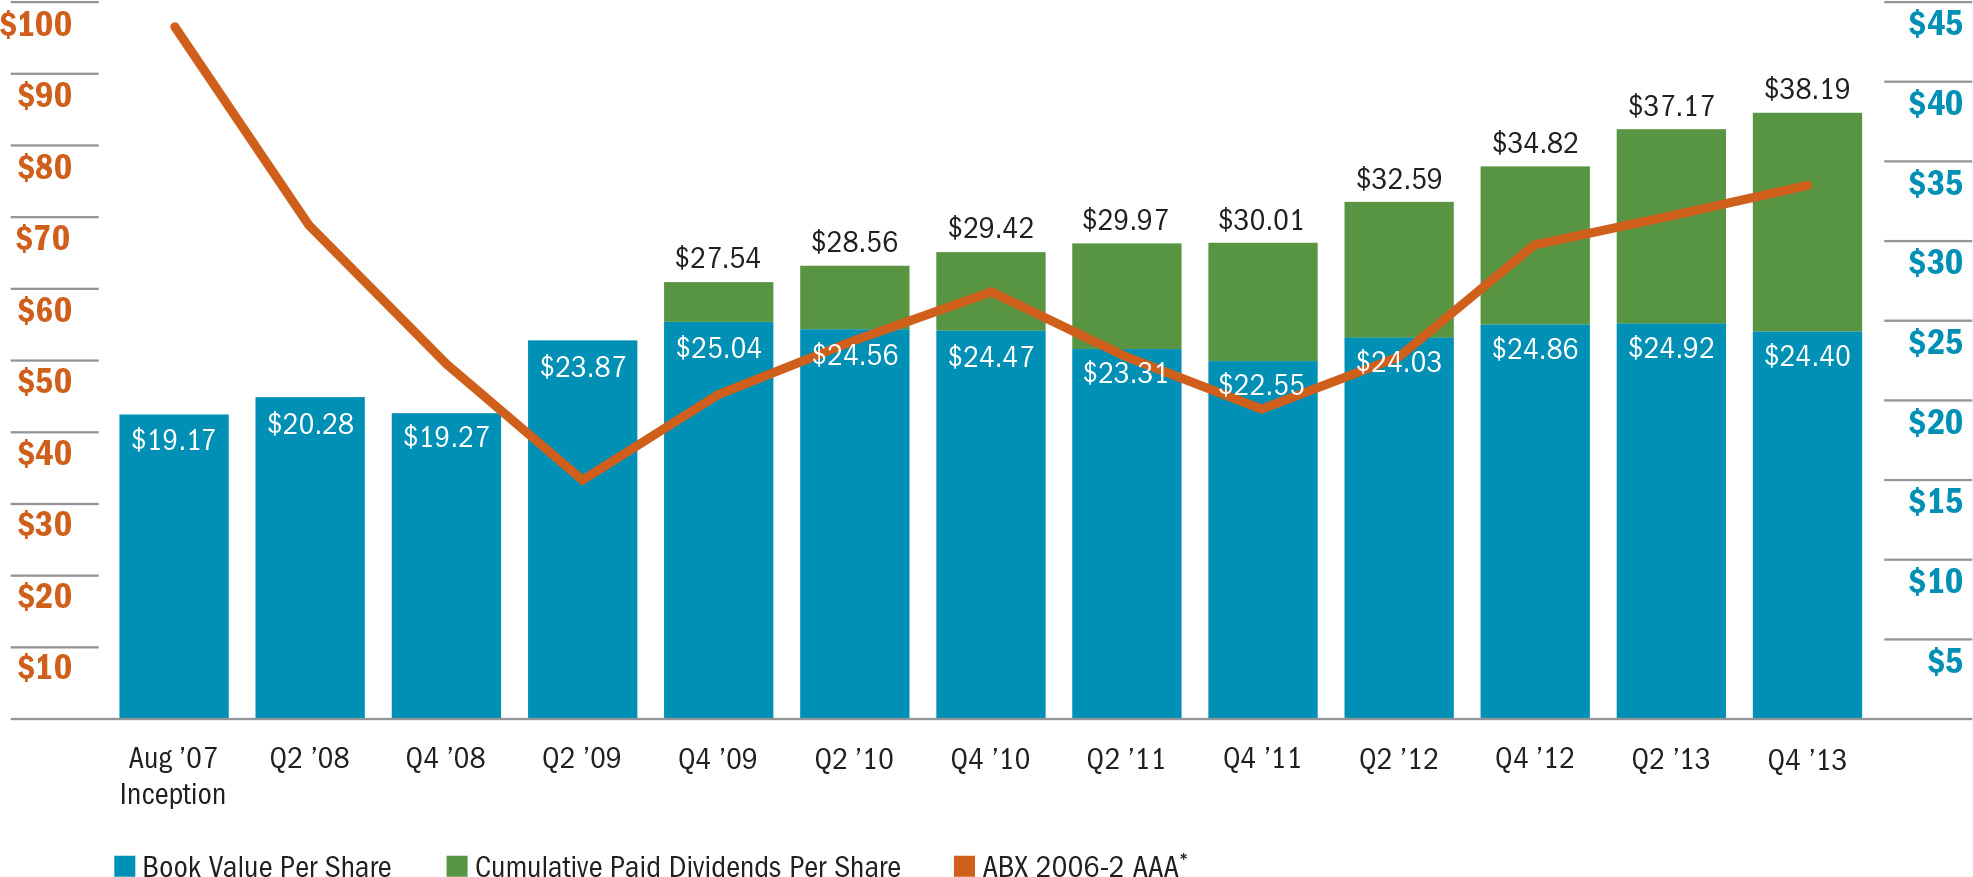 $100
$90
$80
$70
$60
$50
$40
$30
$20
$10
$45
$40
$35
$30
$25
$20
$15
$10
$5
$27.54
$28.56
$29.42
$29.97
$30.01
$32.59
$34.82
$37.17
$38.19
$19.17
$20.28
$19.27
$23.87
$25.04
$24.56
$24.47
$23.31
$22.55
$24.03
$24.86
$24.92
$24.40
Aug ’07
Inception
Q2 ’08
Q4 ’08
Q2 ’09
Q4 ’09
Q2 ’10
Q4 ’10
Q2 ’11
Q4 ’11
Q2 ’12
Q4 ’12
Q2 ’13
Q4 ’13
Book Value Per Share
Cumulative Paid Dividends Per Share
ABX 2006-2 AAA*